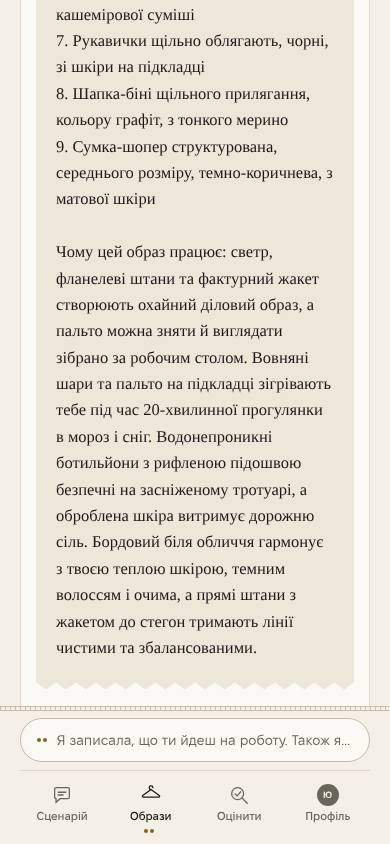 кашемірової суміші
7. Рукавички щільно облягають, чорні,
зі шкіри на підкладці
8. Шапка-біні щільного прилягання,
кольору графіт, з тонкого мерино
9. Сумка-шопер структурована,
середнього розміру, темно-коричнева, з
матової шкіри
Чому цей образ працює: светр,
фланелеві штани та фактурний жакет
створюють охайний діловий образ, а
пальто можна зняти й виглядати
зібрано за робочим столом. Вовняні
шари та пальто на підкладці зігрівають
тебе під час 20-хвилинної прогулянки
в мороз і сніг. Водонепроникні
ботильйони з рифленою підошвою
безпечні на засніженому тротуарі, а
оброблена шкіра витримує дорожню
сіль. Бордовий біля обличчя гармонує
з твоєю теплою шкірою, темним
волоссям і очима, а прямі штани з
жакетом до стегон тримають лінії
чистими та збалансованими.
Я записала, що ти йдеш на роботу. Також я...
Сценарій
Образи
Оцінити
Ю
Профіль